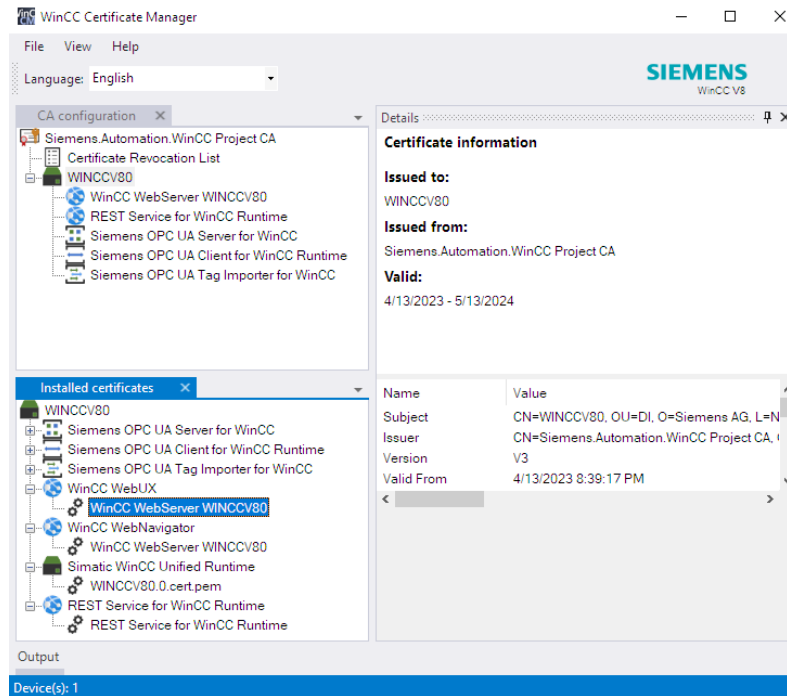 WinCC Certificate Manager
File View Help
Language: English
SIEMENS
WinCC V8
CA configuration
Siemens.Automation.WinCC Project CA
Certificate Revocation List
WINCCV80
WinCC WebServer WINCCV80
REST Service for WinCC Runtime
Siemens OPC UA Server for WinCC
Siemens OPC UA Client for WinCC Runtime
Siemens OPC UA Tag Importer for WinCC
Details
Certificate information
Issued to:
WINCCV80
Issued from:
Siemens.Automation.WinCC Project CA
Valid:
4/13/2023 - 5/13/2024
Installed certificates
WINCCV80
Siemens OPC UA Server for WinCC
Siemens OPC UA Client for WinCC Runtime
Siemens OPC UA Tag Importer for WinCC
WinCC WebUX
WinCC WebServer WINCCV80
WinCC WebNavigator
WinCC WebServer WINCCV80
Simatic WinCC Unified Runtime
WINCCV80.0.cert.pem
REST Service for WinCC Runtime
REST Service for WinCC Runtime
Name Value
Subject CN=WINCCV80, OU=DI, O=Siemens AG, L=N
Issuer CN=Siemens.Automation.WinCC Project CA,
Version V3
Valid From 4/13/2023 8:39:17 PM
Output
Device(s): 1